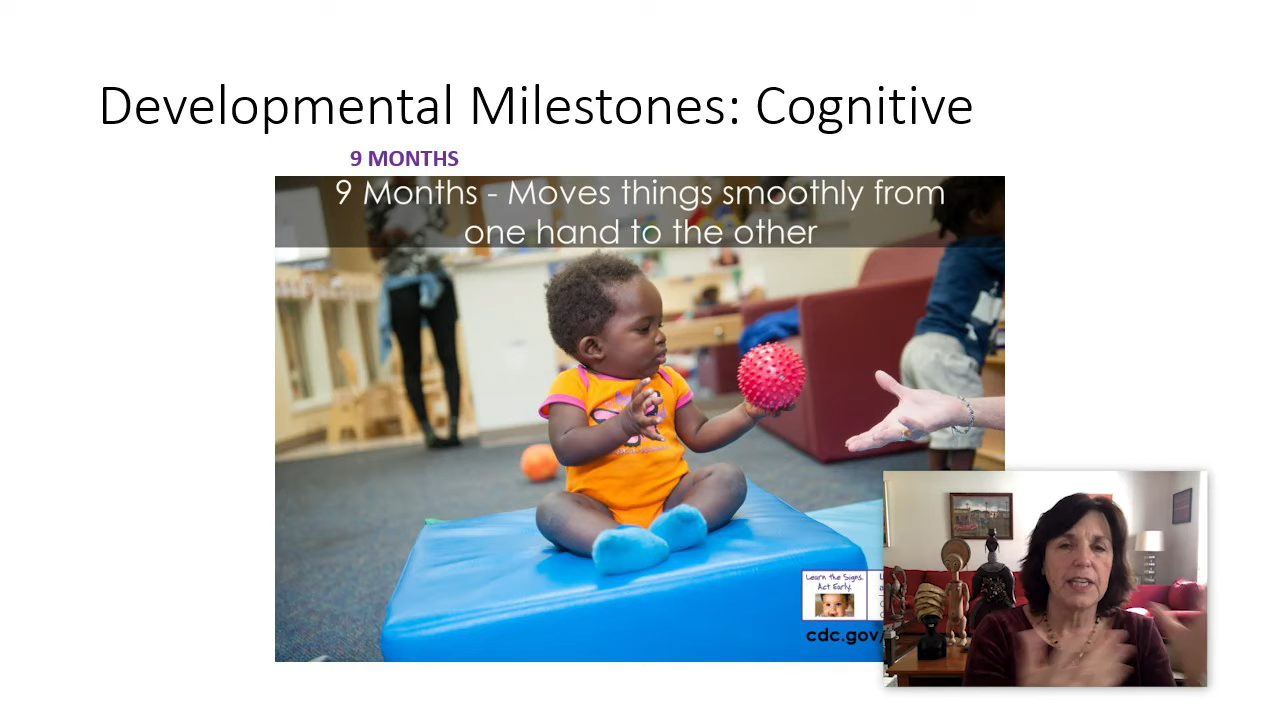 Developmental Milestones: Cognitive
9 MONTHS
9 Months - Moves things smoothly from
one hand to the other
Learn the Signs.
Act Early.
cdc.gov/